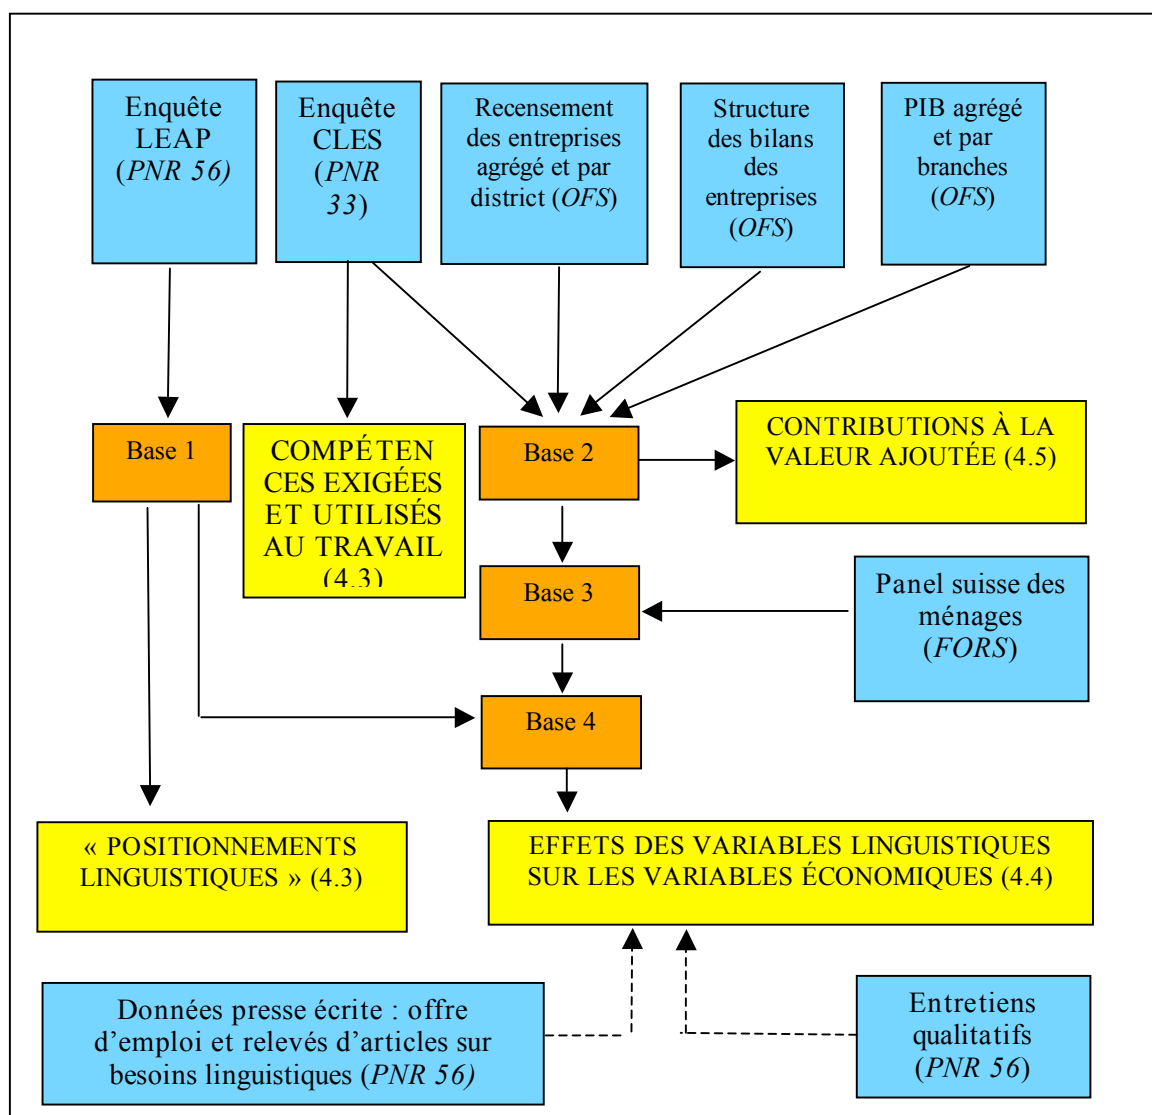 Enquête
LEAP
(PNR 56)
Enquête
CLES
(PNR
33)
Recensement
des entreprises
agrégé et par
district (OFS)
Structure
des bilans
des
entreprises
(OFS)
PIB agrégé
et par
branches
(OFS)
Base 1
COMPÉTEN
CES EXIGÉES
ET UTILISÉS
AU TRAVAIL
(4.3)
Base 2
CONTRIBUTIONS À LA
VALEUR AJOUTÉE (4.5)
Base 3
Panel suisse des
ménages
(FORS)
Base 4
« POSITIONNEMENTS
LINGUISTIQUES » (4.3)
EFFETS DES VARIABLES LINGUISTIQUES
SUR LES VARIABLES ÉCONOMIQUES (4.4)
Données presse écrite : offre
d’emploi et relevés d’articles sur
besoins linguistiques (PNR 56)
Entretiens
qualitatifs
(PNR 56)